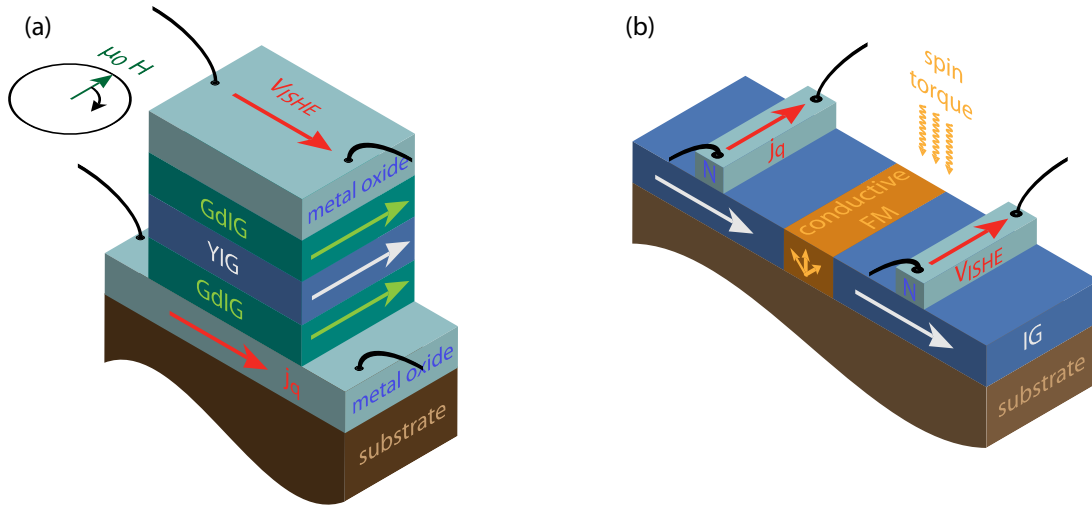 (a)
μ₀ H
VISHE
metal oxide
GdIG
YIG
GdIG
jq
metal oxide
substrate
(b)
spin
torque
N
jq
conductive
FM
VISHE
N
IG
substrate